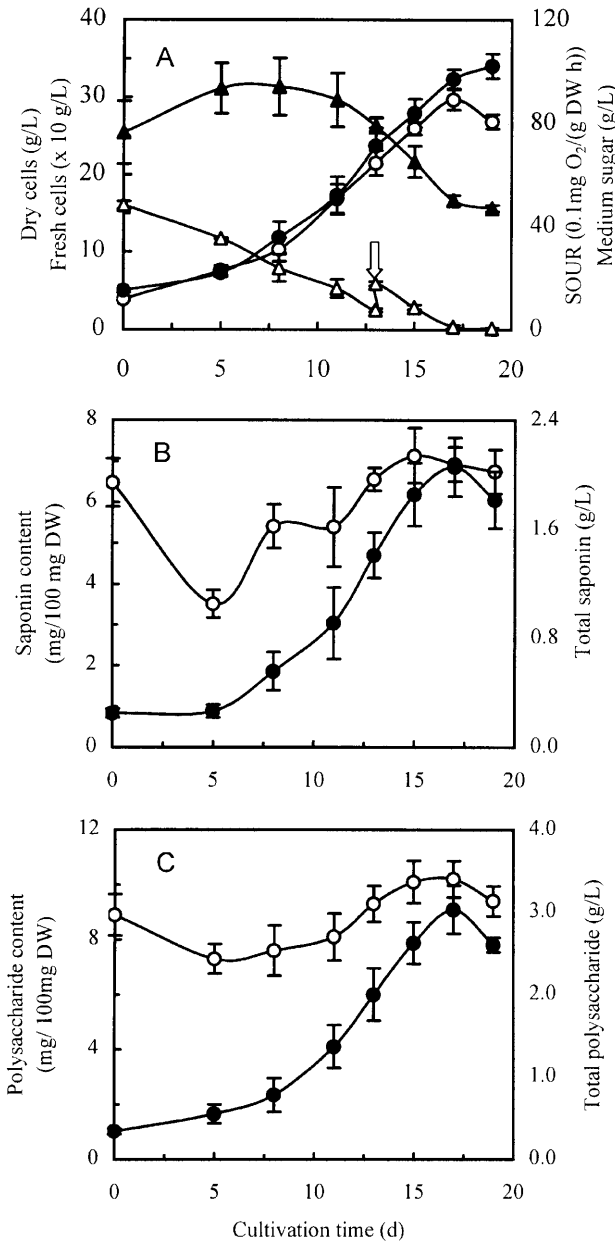 A
40
30
20
10
0
Dry cells (g/L)
Fresh cells (x 10 g/L)
120
80
40
0
SOUR (0.1mg O₂/(g DW h)
Medium sugar (g/L)
0 5 10 15 20
B
8
6
4
2
0
Saponin content
(mg/100 mg DW)
2.4
1.6
0.8
0.0
Total saponin (g/L)
0 5 10 15 20
C
12
8
4
0
Polysaccharide content
(mg/ 100mg DW)
4.0
3.0
2.0
1.0
0.0
Total polysaccharide (g/L)
0 5 10 15 20
Cultivation time (d)